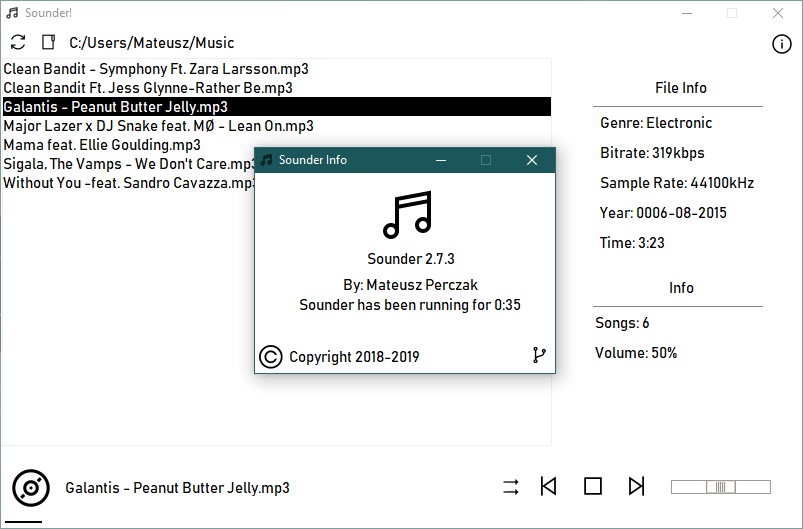 Sounder!
C:/Users/Mateusz/Music
Clean Bandit - Symphony Ft. Zara Larsson.mp3
Clean Bandit Ft. Jess Glynne-Rather Be.mp3
Galantis - Peanut Butter Jelly.mp3
Major Lazer x DJ Snake feat. MØ - Lean On.mp3
Mama feat. Ellie Goulding.mp3
Sigala, The Vamps - We Don't Care.mp3
Without You -feat. Sandro Cavazza.mp3
File Info
Genre: Electronic
Bitrate: 319kbps
Sample Rate: 44100kHz
Year: 0006-08-2015
Time: 3:23
Info
Songs: 6
Volume: 50%
Sounder Info
Sounder 2.7.3
By: Mateusz Perczak
Sounder has been running for 0:35
© Copyright 2018-2019
Galantis - Peanut Butter Jelly.mp3